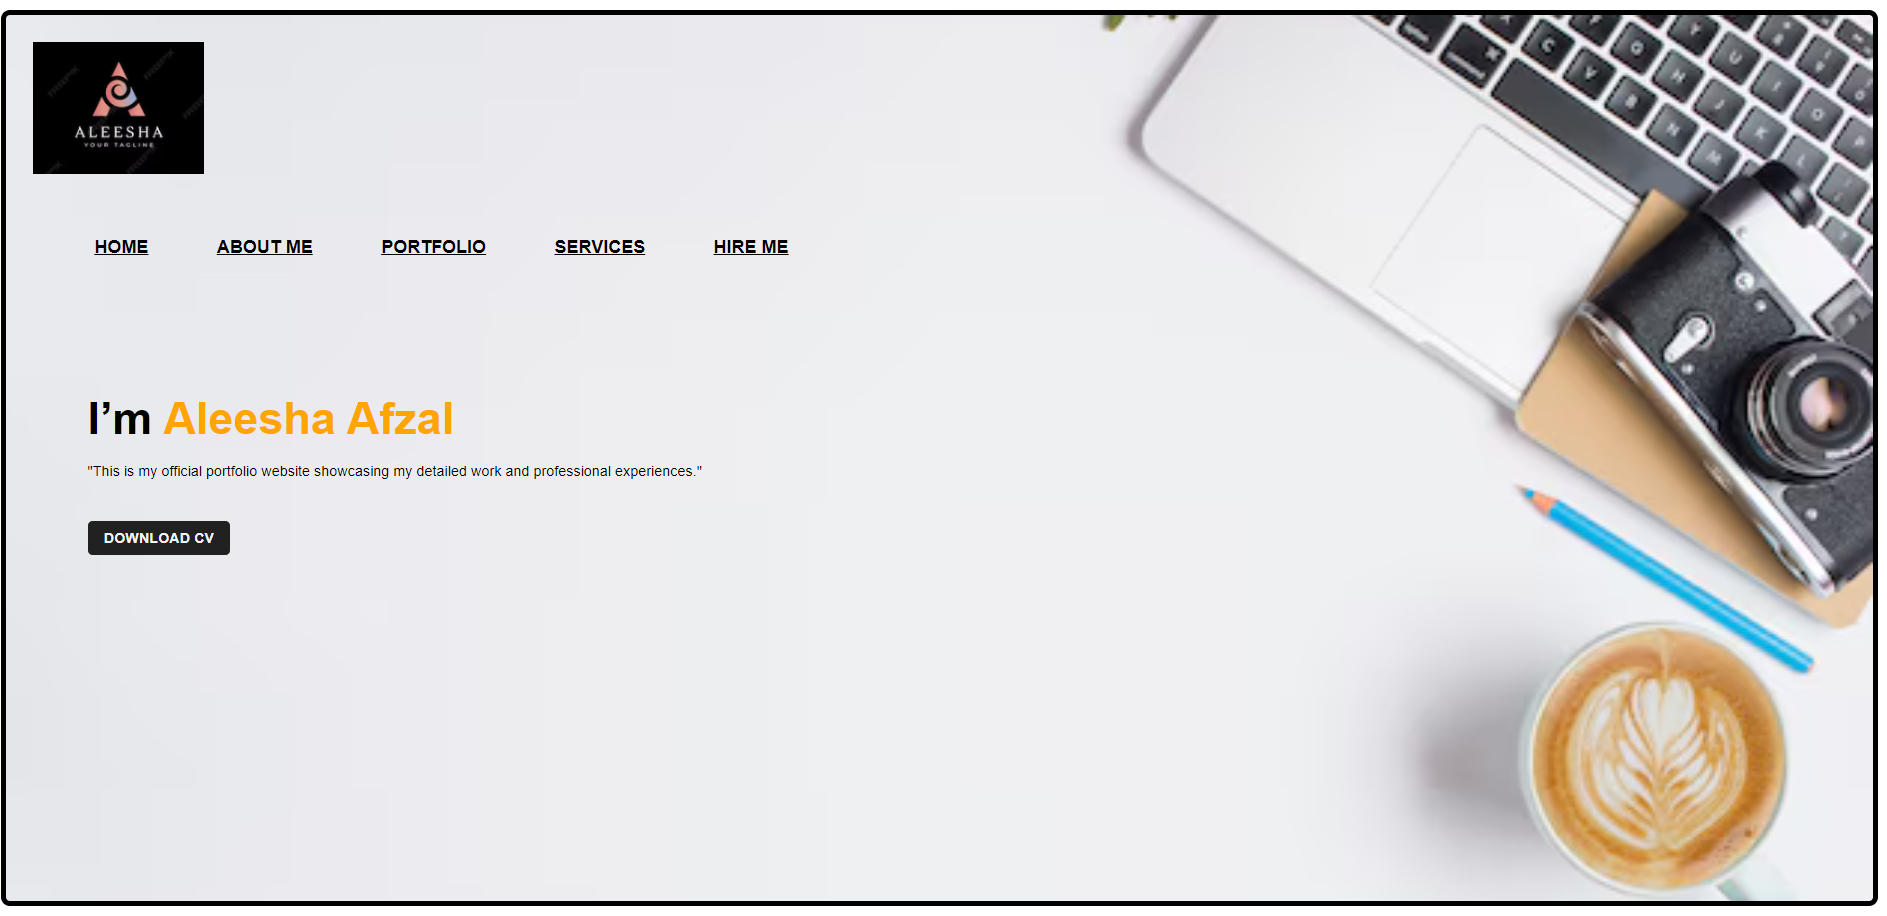 ALEESHA
YOUR TAGLINE
HOME ABOUT ME PORTFOLIO SERVICES HIRE ME
I’m Aleesha Afzal
"This is my official portfolio website showcasing my detailed work and professional experiences."
DOWNLOAD CV